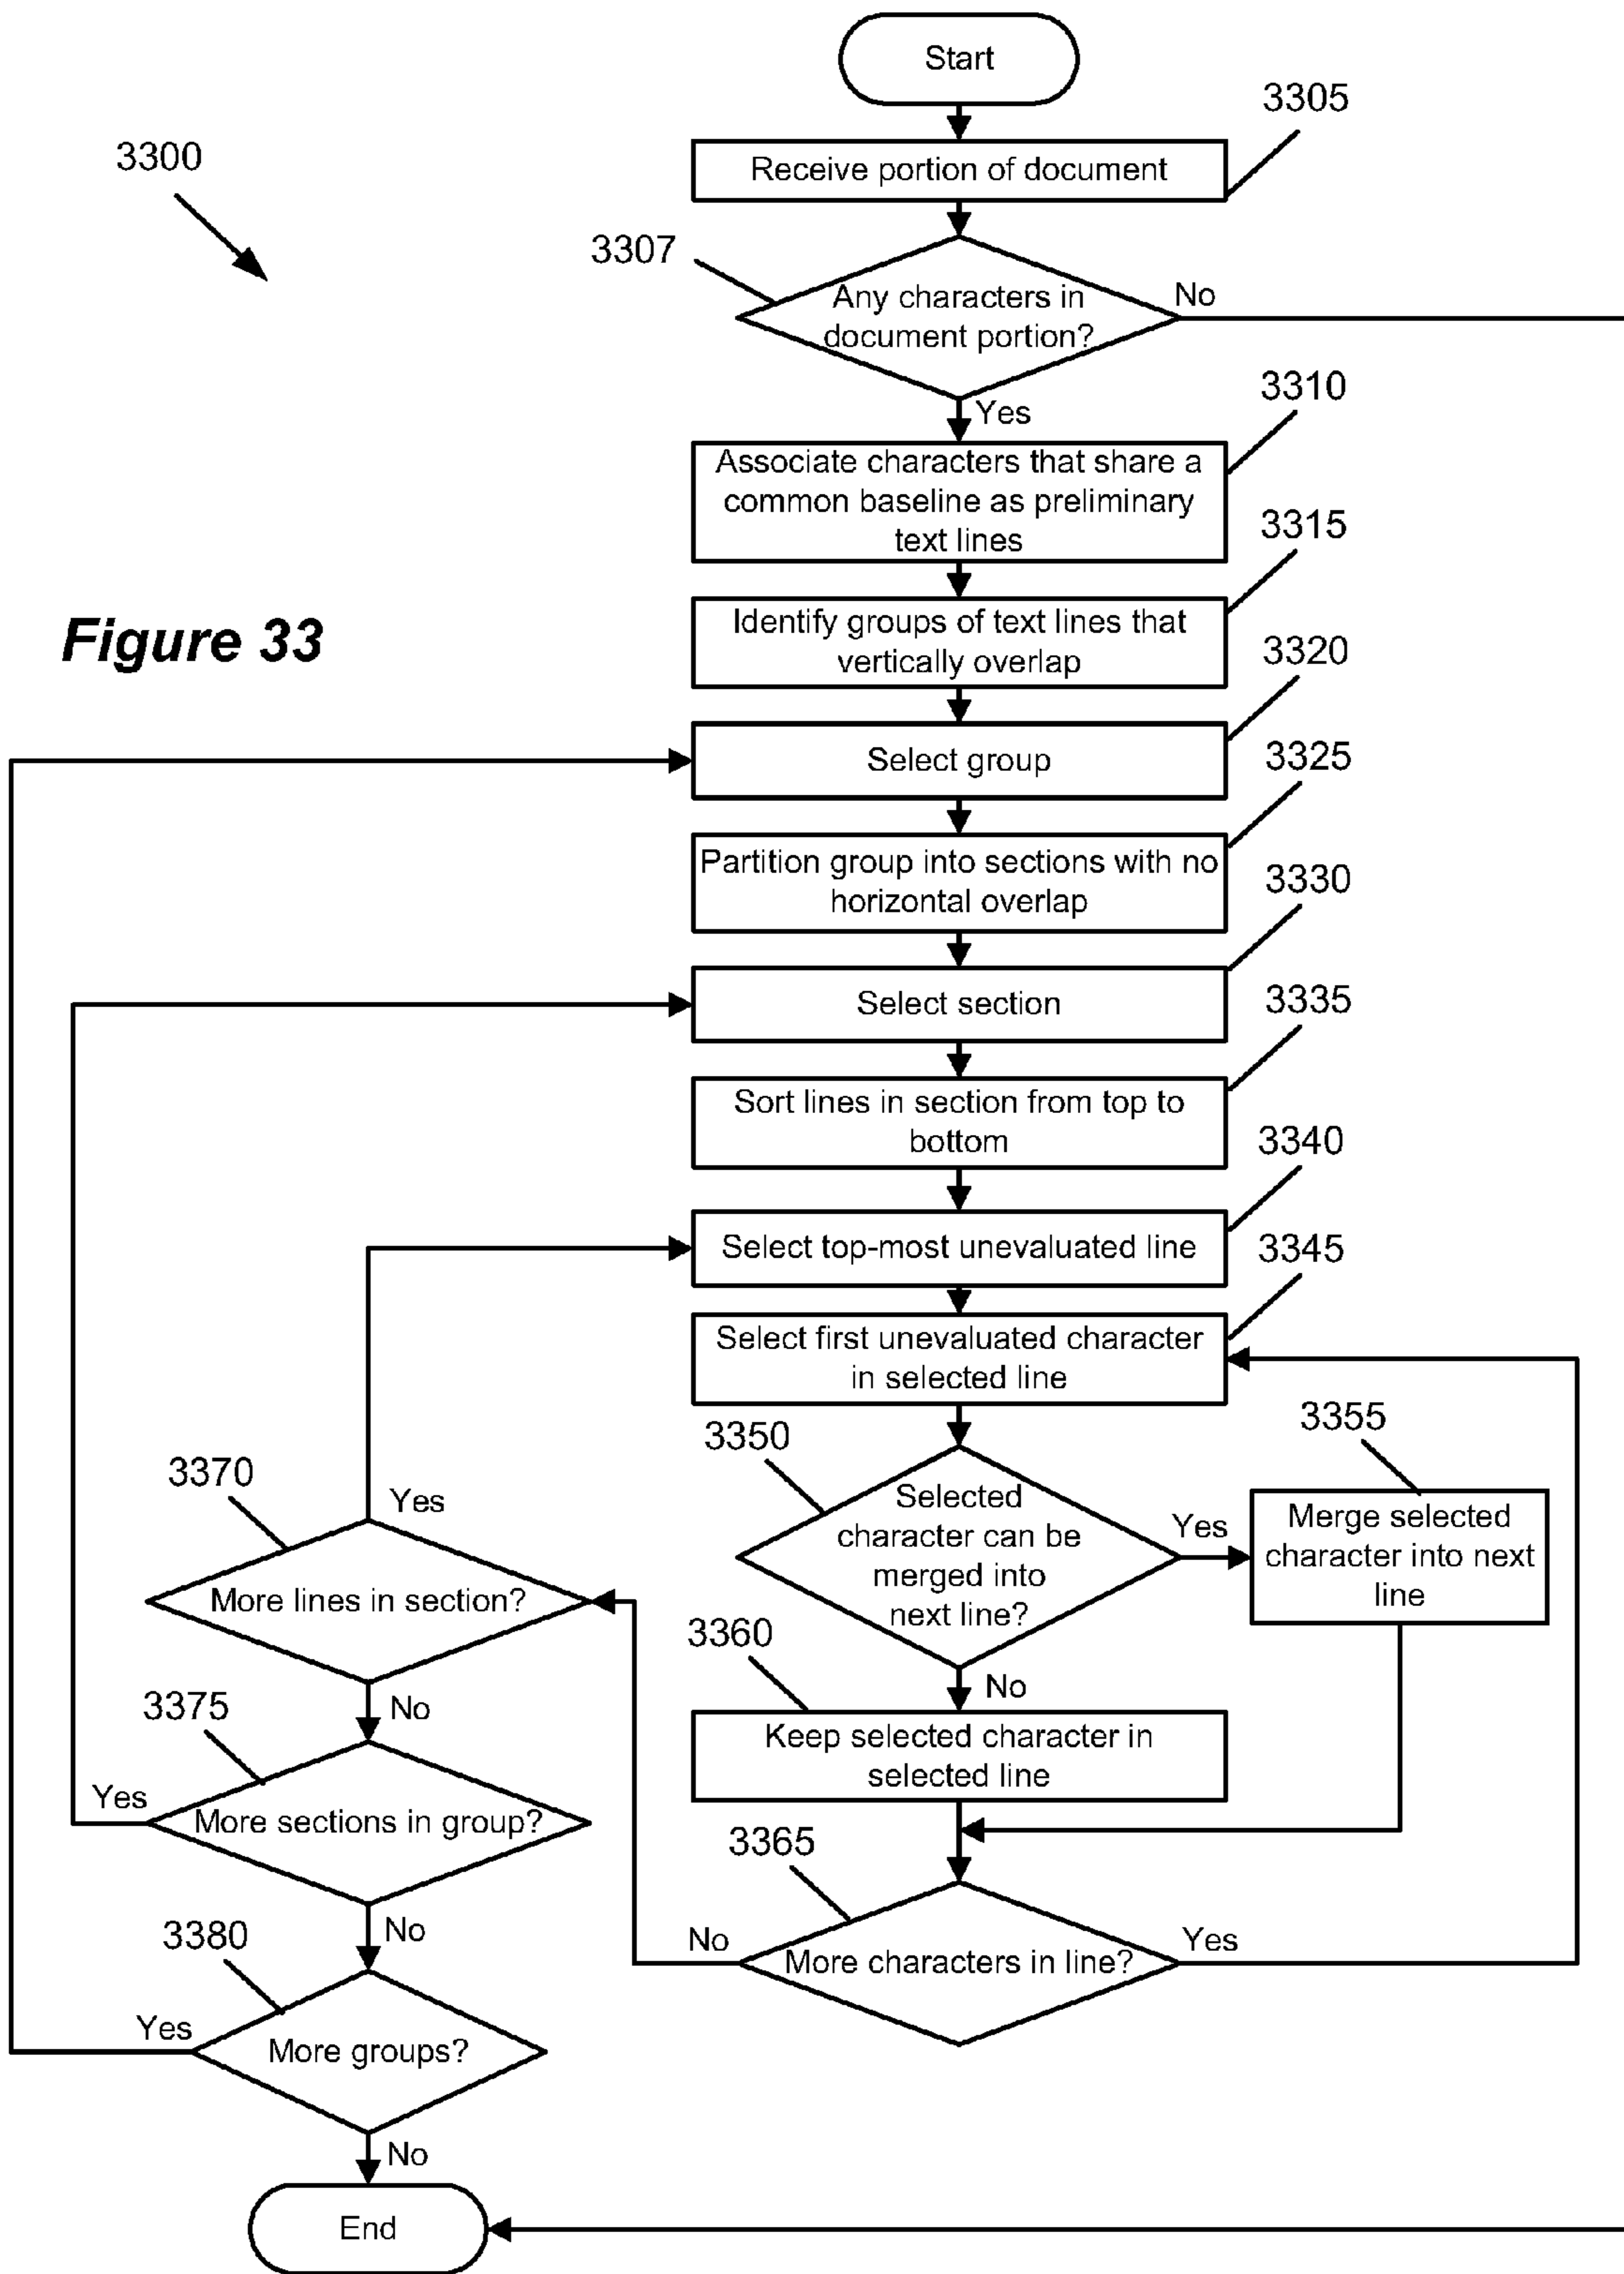 Start
3305
Receive portion of document
3300
3307
Any characters in
document portion?
No
Yes
3310
Associate characters that share a
common baseline as preliminary
text lines
3315
Identify groups of text lines that
vertically overlap
Figure 33
3320
Select group
3325
Partition group into sections with no
horizontal overlap
3330
Select section
3335
Sort lines in section from top to
bottom
3340
Select top-most unevaluated line
3345
Select first unevaluated character
in selected line
3350
Selected
character can be
merged into
next line?
Yes
3355
Merge selected
character into next
line
No
3360
Keep selected character in
selected line
3365
More characters in line?
Yes
No
3370
Yes
More lines in section?
No
3375
Yes
More sections in group?
No
3380
Yes
More groups?
No
End